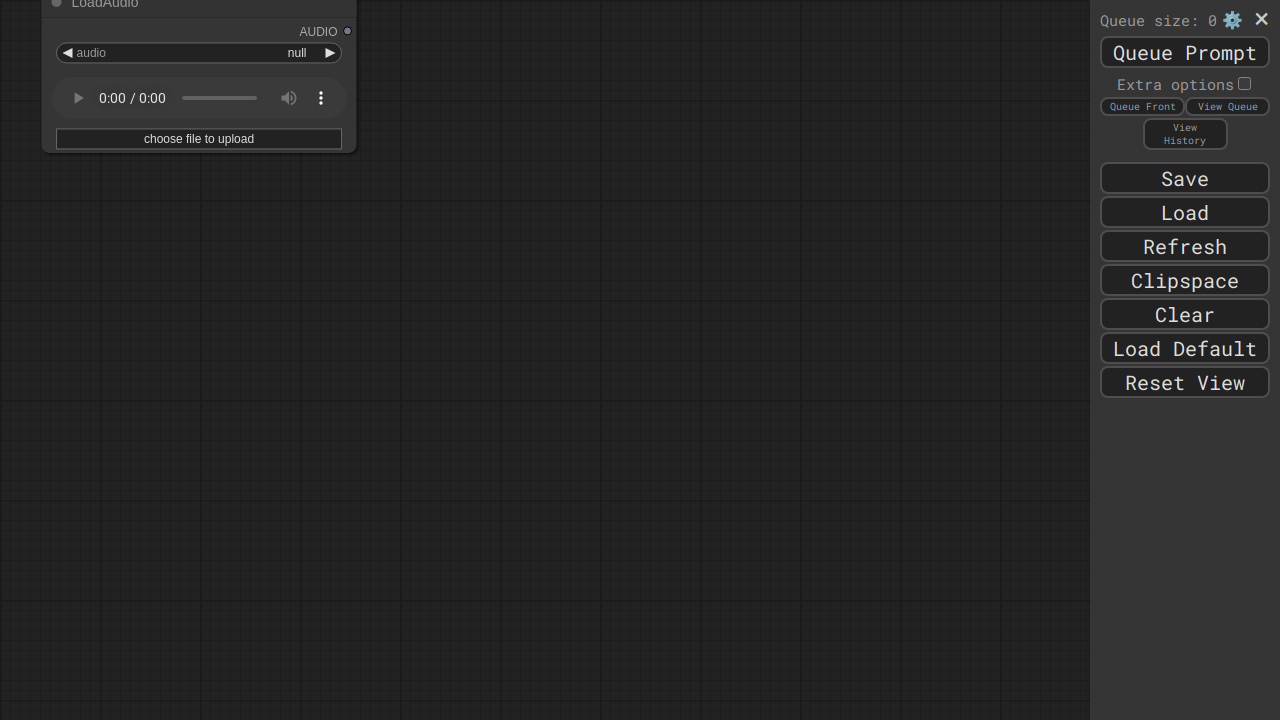 LoadAudio
AUDIO
audio null
0:00 / 0:00
choose file to upload
Queue size: 0
Queue Prompt
Extra options
Queue Front
View Queue
View
History
Save
Load
Refresh
Clipspace
Clear
Load Default
Reset View